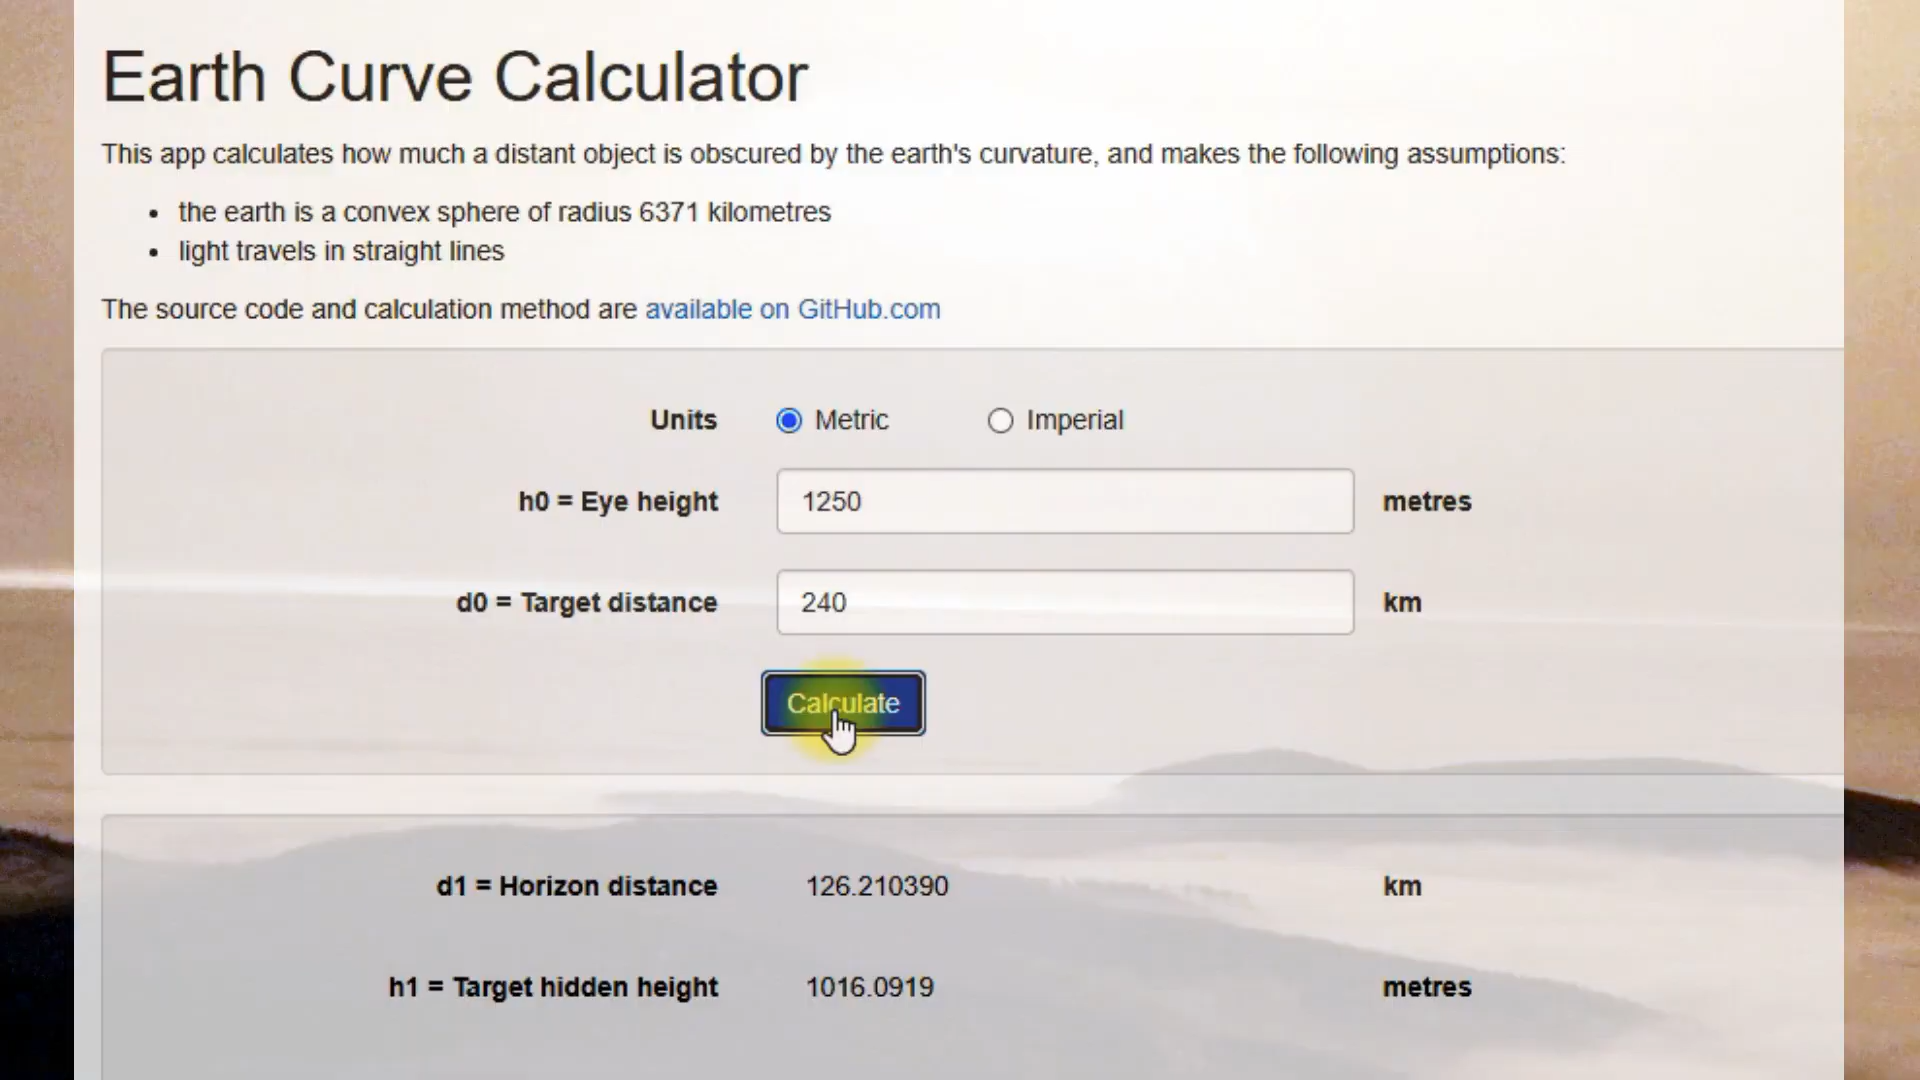 Earth Curve Calculator
This app calculates how much a distant object is obscured by the earth's curvature, and makes the following assumptions:
• the earth is a convex sphere of radius 6371 kilometres
• light travels in straight lines
The source code and calculation method are available on GitHub.com
Units Metric Imperial
h0 = Eye height 1250 metres
d0 = Target distance 240 km
Calculate
d1 = Horizon distance 126.210390 km
h1 = Target hidden height 1016.0919 metres